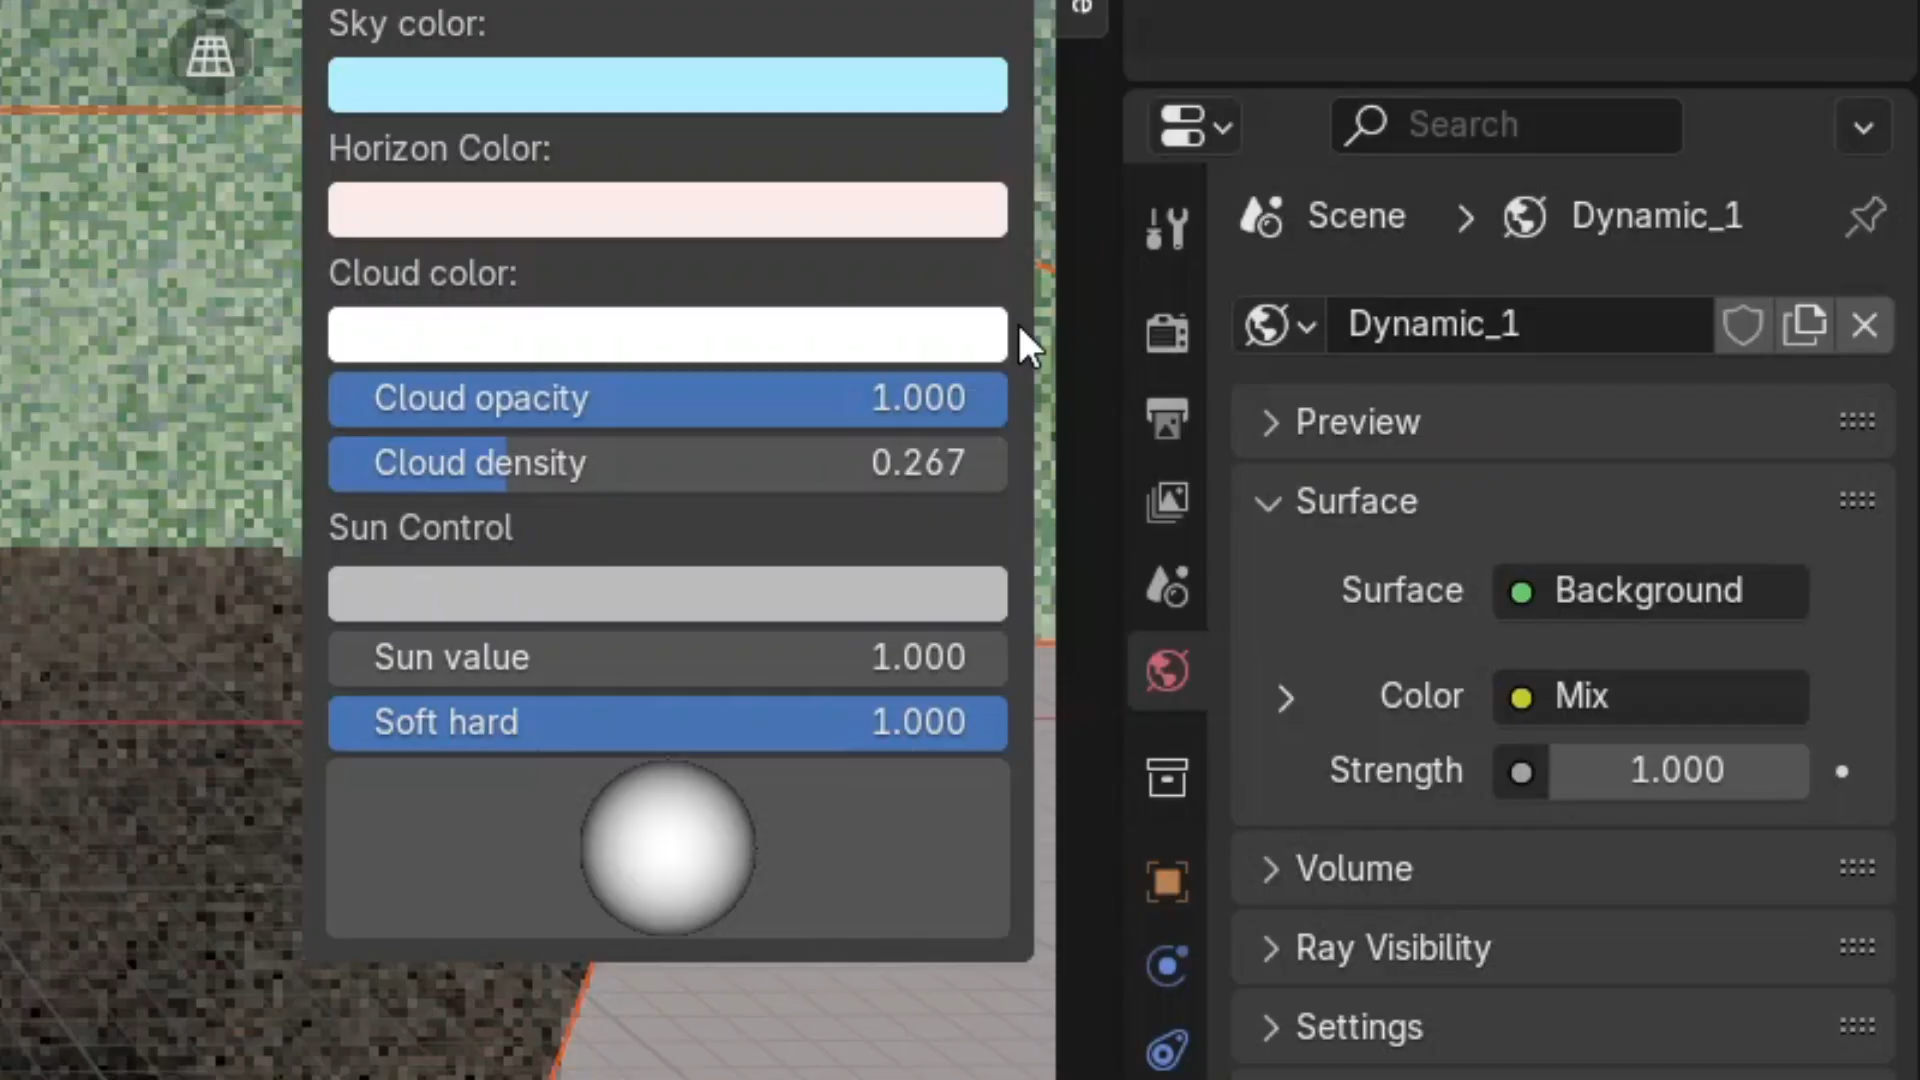 Sky color:
Horizon Color:
Cloud color:
Cloud opacity 1.000
Cloud density 0.267
Sun Control
Sun value 1.000
Soft hard 1.000
Search
Scene > Dynamic_1
Dynamic_1
Preview
Surface
Surface Background
Color Mix
Strength 1.000
Volume
Ray Visibility
Settings